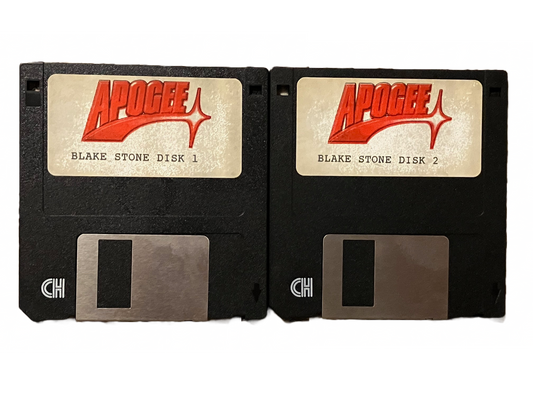 APOGEE
BLAKE STONE DISK 1
CH
APOGEE
BLAKE STONE DISK 2
CH